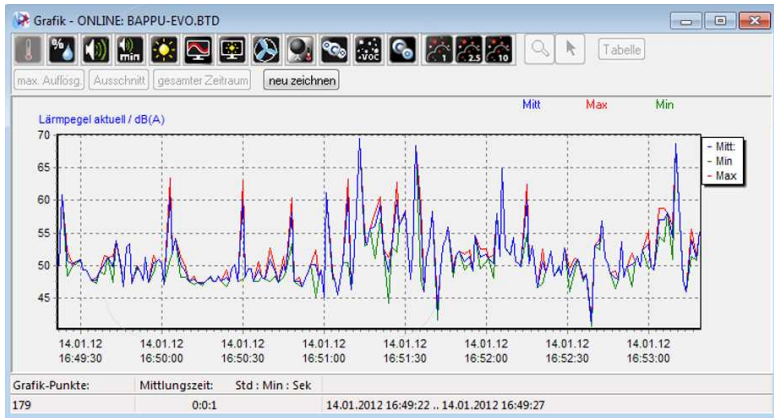 Grafik - ONLINE: BAPPU-EVO.BTD
% min VOC 1 2.5 10 Tabelle
max. Auflösg. Ausschnitt gesamter Zeitraum neu zeichnen
Mitt Max Min
Lärmpegel aktuell / dB(A)
70
65
60
55
50
45
Mitt:
Min
Max
14.01.12 14.01.12 14.01.12 14.01.12 14.01.12 14.01.12 14.01.12 14.01.12
16:49:30 16:50:00 16:50:30 16:51:00 16:51:30 16:52:00 16:52:30 16:53:00
Grafik-Punkte: Mittlungszeit: Std : Min : Sek
179 0:0:1 14.01.2012 16:49:22 .. 14.01.2012 16:49:27